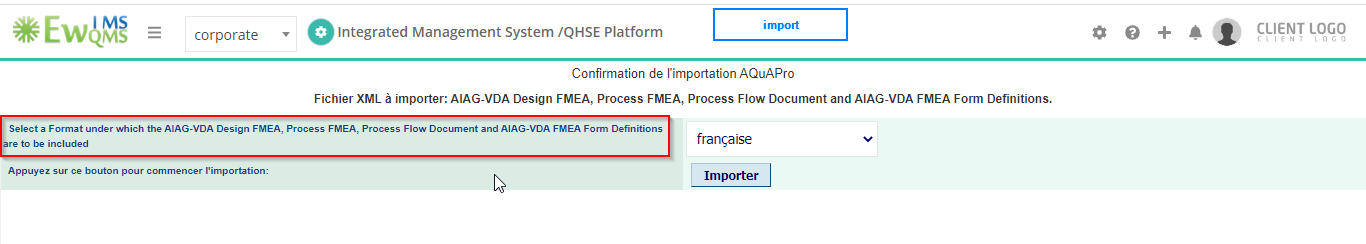 Ew IMS QMS
corporate
Integrated Management System /QHSE Platform
import
CLIENT LOGO
CLIENT LOGO
Confirmation de l'importation AQuAPro
Fichier XML à importer: AIAG-VDA Design FMEA, Process FMEA, Process Flow Document and AIAG-VDA FMEA Form Definitions.
Select a Format under which the AIAG-VDA Design FMEA, Process FMEA, Process Flow Document and AIAG-VDA FMEA Form Definitions
are to be included
française
Appuyez sur ce bouton pour commencer l'importation:
Importer